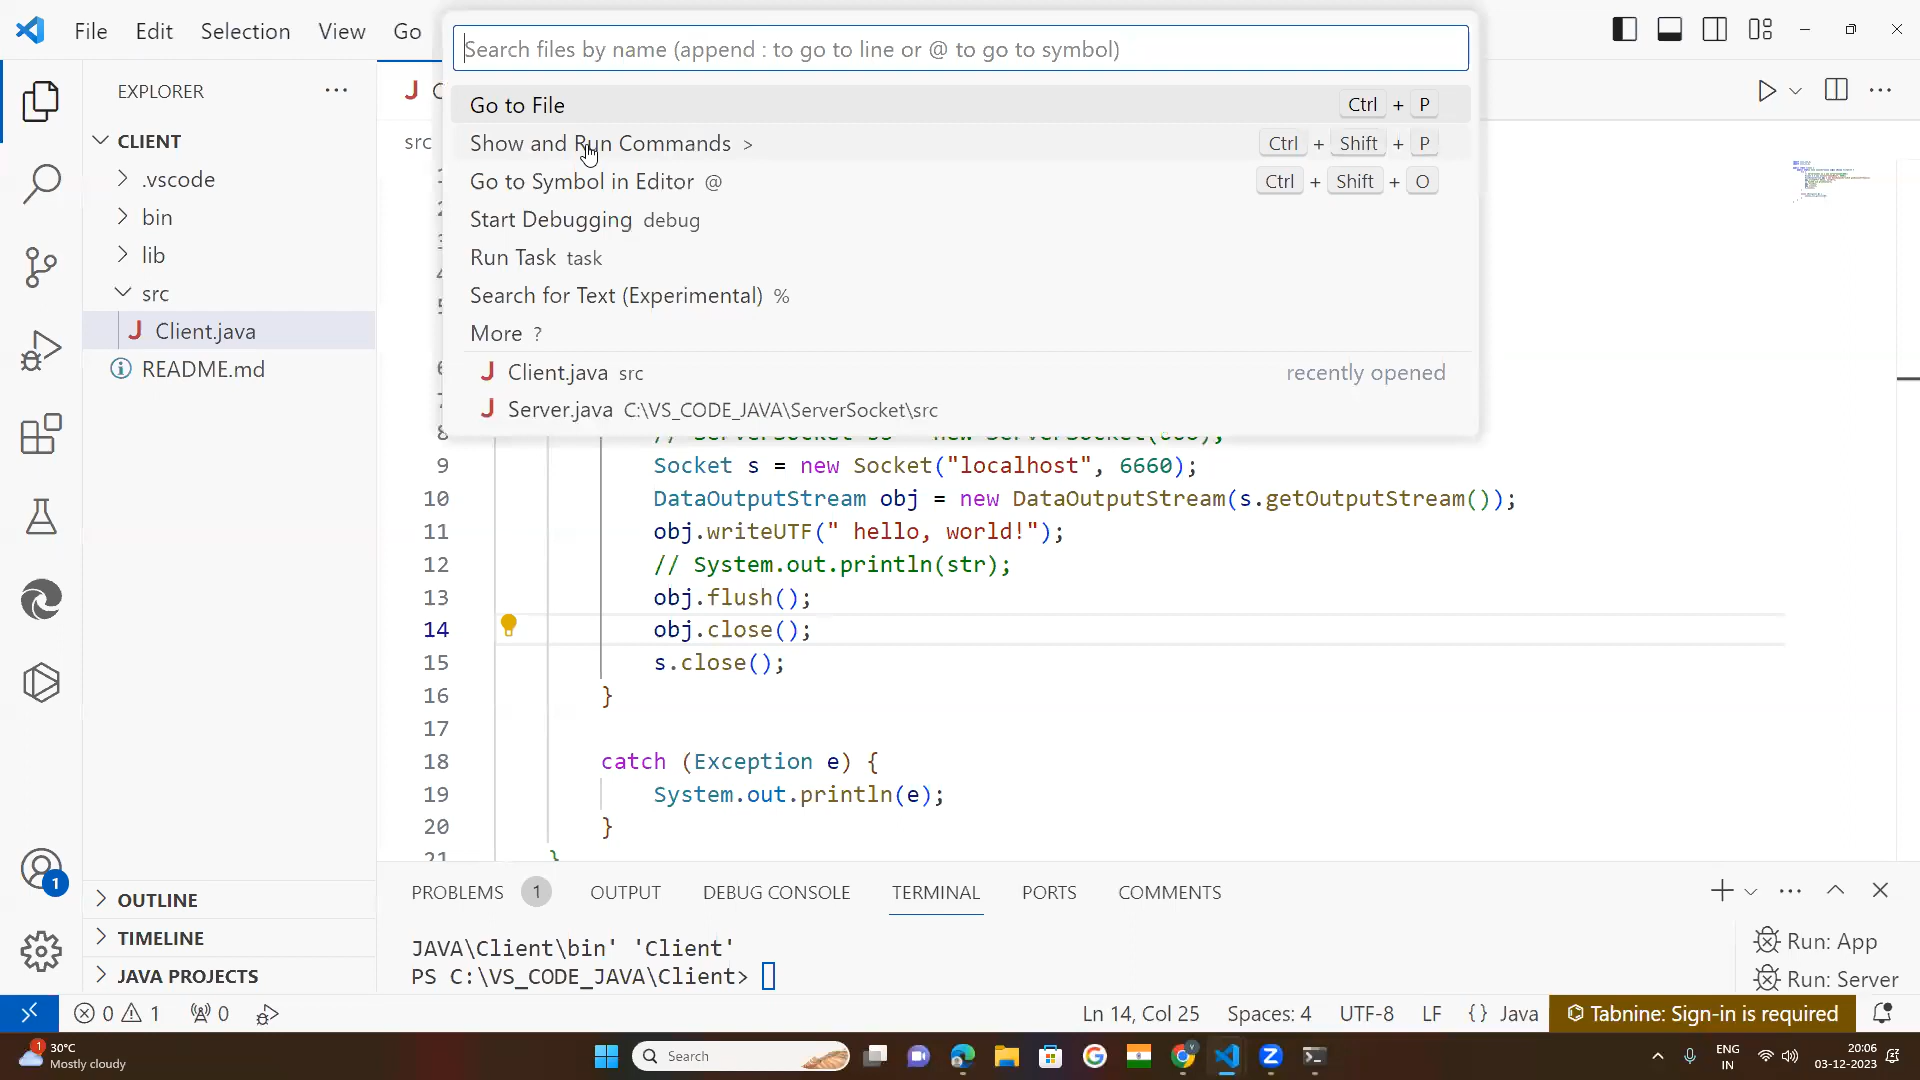 File Edit Selection View Go
Search files by name (append : to go to line or @ to go to symbol)
Go to File Ctrl + P
Show and Run Commands > Ctrl + Shift + P
Go to Symbol in Editor @ Ctrl + Shift + O
Start Debugging debug
Run Task task
Search for Text (Experimental) %
More ?
Client.java src recently opened
Server.java C:\VS_CODE_JAVA\ServerSocket\src
EXPLORER
CLIENT
.vscode
bin
lib
src
Client.java
README.md
OUTLINE
TIMELINE
JAVA PROJECTS
1
src
8
9 Socket s = new Socket("localhost", 6660);
10 DataOutputStream obj = new DataOutputStream(s.getOutputStream());
11 obj.writeUTF(" hello, world!");
12 // System.out.println(str);
13 obj.flush();
14 obj.close();
15 s.close();
16 }
17
18 catch (Exception e) {
19 System.out.println(e);
20 }
21 }
PROBLEMS 1 OUTPUT DEBUG CONSOLE TERMINAL PORTS COMMENTS
JAVA\Client\bin' 'Client'
PS C:\VS_CODE_JAVA\Client>
Run: App
Run: Server
0 1 0 Ln 14, Col 25 Spaces: 4 UTF-8 LF {} Java Tabnine: Sign-in is required
1 30°C
Mostly cloudy
Search
ENG
IN
20:06
03-12-2023